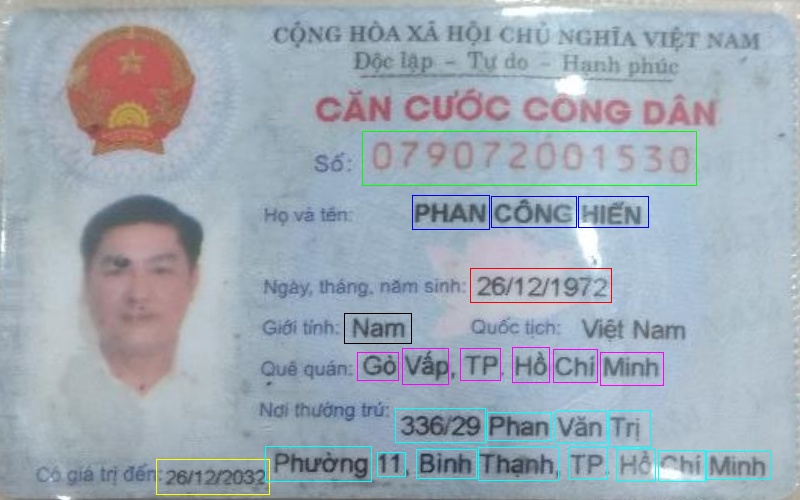 CỘNG HÒA XÃ HỘI CHỦ NGHĨA VIỆT NAM
Độc lập - Tự do - Hạnh phúc
CĂN CƯỚC CÔNG DÂN
Số: 079072001530
Họ và tên: PHAN CÔNG HIẾN
Ngày, tháng, năm sinh: 26/12/1972
Giới tính: Nam Quốc tịch: Việt Nam
Quê quán: Gò Vấp, TP. Hồ Chí Minh
Nơi thường trú: 336/29 Phan Văn Trị
Phường 11, Bình Thạnh, TP. Hồ Chí Minh
Có giá trị đến: 26/12/2032